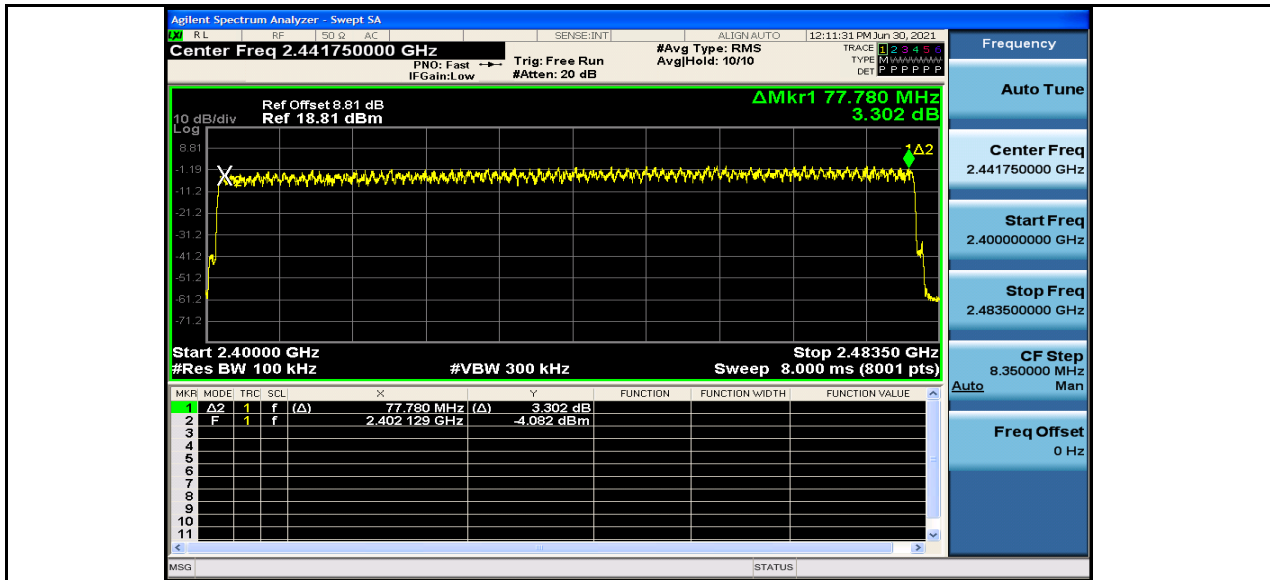 Agilent Spectrum Analyzer - Swept SA
LXI RL RF 50 Ω AC SENSE:INT ALIGN AUTO 12:11:31 PM Jun 30, 2021
Center Freq 2.441750000 GHz
PNO: Fast
IFGain:Low
Trig: Free Run
#Atten: 20 dB
#Avg Type: RMS
Avg|Hold: 10/10
TRACE 1 2 3 4 5 6
TYPE M WWWWW
DET P P P P P P
Frequency
Auto Tune
Center Freq
2.441750000 GHz
Start Freq
2.400000000 GHz
Stop Freq
2.483500000 GHz
CF Step
8.350000 MHz
Auto Man
Freq Offset
0 Hz
ΔMkr1 77.780 MHz
3.302 dB
Ref Offset 8.81 dB
10 dB/div Ref 18.81 dBm
Log
8.81
-1.19
-11.2
-21.2
-31.2
-41.2
-51.2
-61.2
-71.2
X
1Δ2
Start 2.40000 GHz Stop 2.48350 GHz
#Res BW 100 kHz #VBW 300 kHz Sweep 8.000 ms (8001 pts)
MKR MODE TRC SCL X Y FUNCTION FUNCTION WIDTH FUNCTION VALUE
1 Δ2 1 f (Δ) 77.780 MHz (Δ) 3.302 dB
2 F 1 f 2.402 129 GHz -4.082 dBm
3
4
5
6
7
8
9
10
11
MSG STATUS